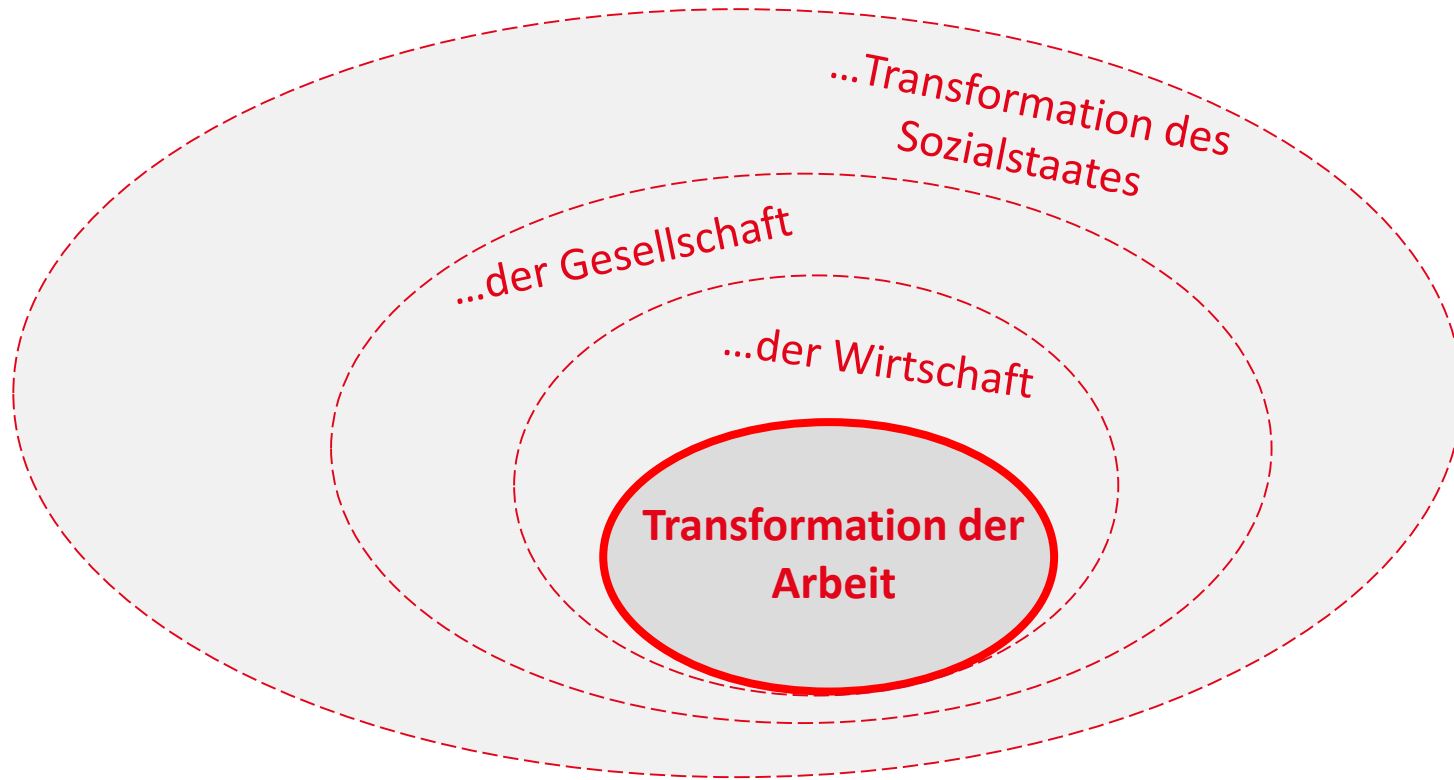 ...Transformation des
Sozialstaates
...der Gesellschaft
...der Wirtschaft
Transformation der
Arbeit